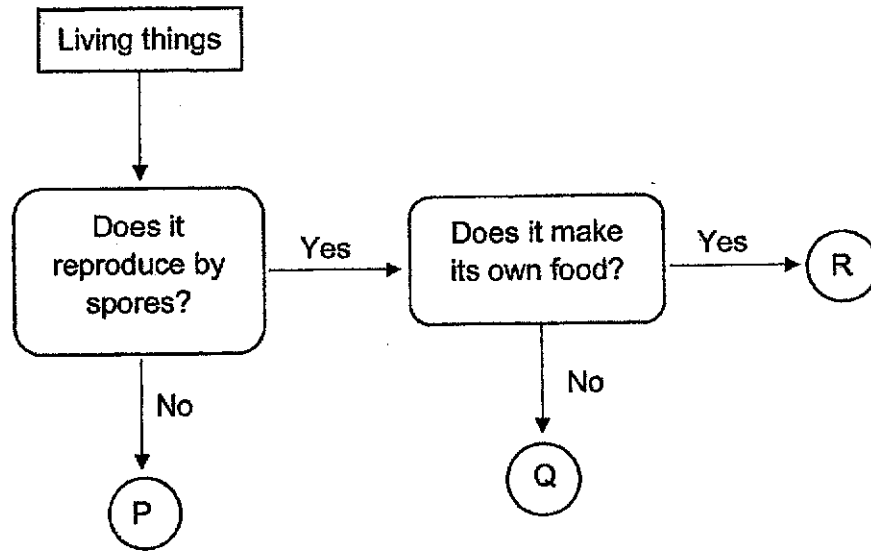 Living things
Does it
reproduce by
spores?
Yes
Does it make
its own food?
Yes
R
No
P
No
Q